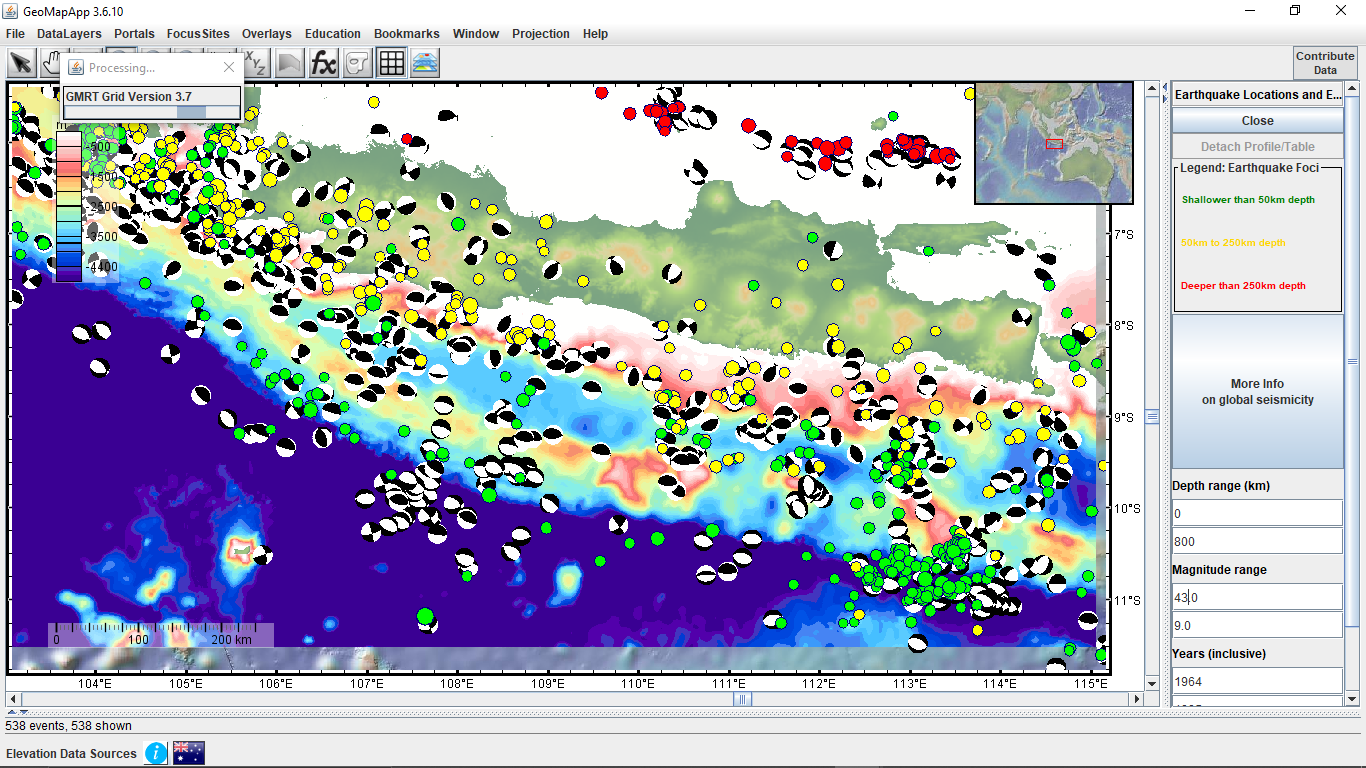 GeoMapApp 3.6.10
File DataLayers Portals FocusSites Overlays Education Bookmarks Window Projection Help
Processing...
GMRT Grid Version 3.7
Contribute
Data
m
-500
-1500
-2500
-3500
-4400
7°S
8°S
9°S
10°S
11°S
0 100 200 km
104°E 105°E 106°E 107°E 108°E 109°E 110°E 111°E 112°E 113°E 114°E 115°E
Earthquake Locations and E...
Close
Detach Profile/Table
Legend: Earthquake Foci
Shallower than 50km depth
50km to 250km depth
Deeper than 250km depth
More Info
on global seismicity
Depth range (km)
0
800
Magnitude range
43.0
9.0
Years (inclusive)
1964
538 events, 538 shown
Elevation Data Sources i